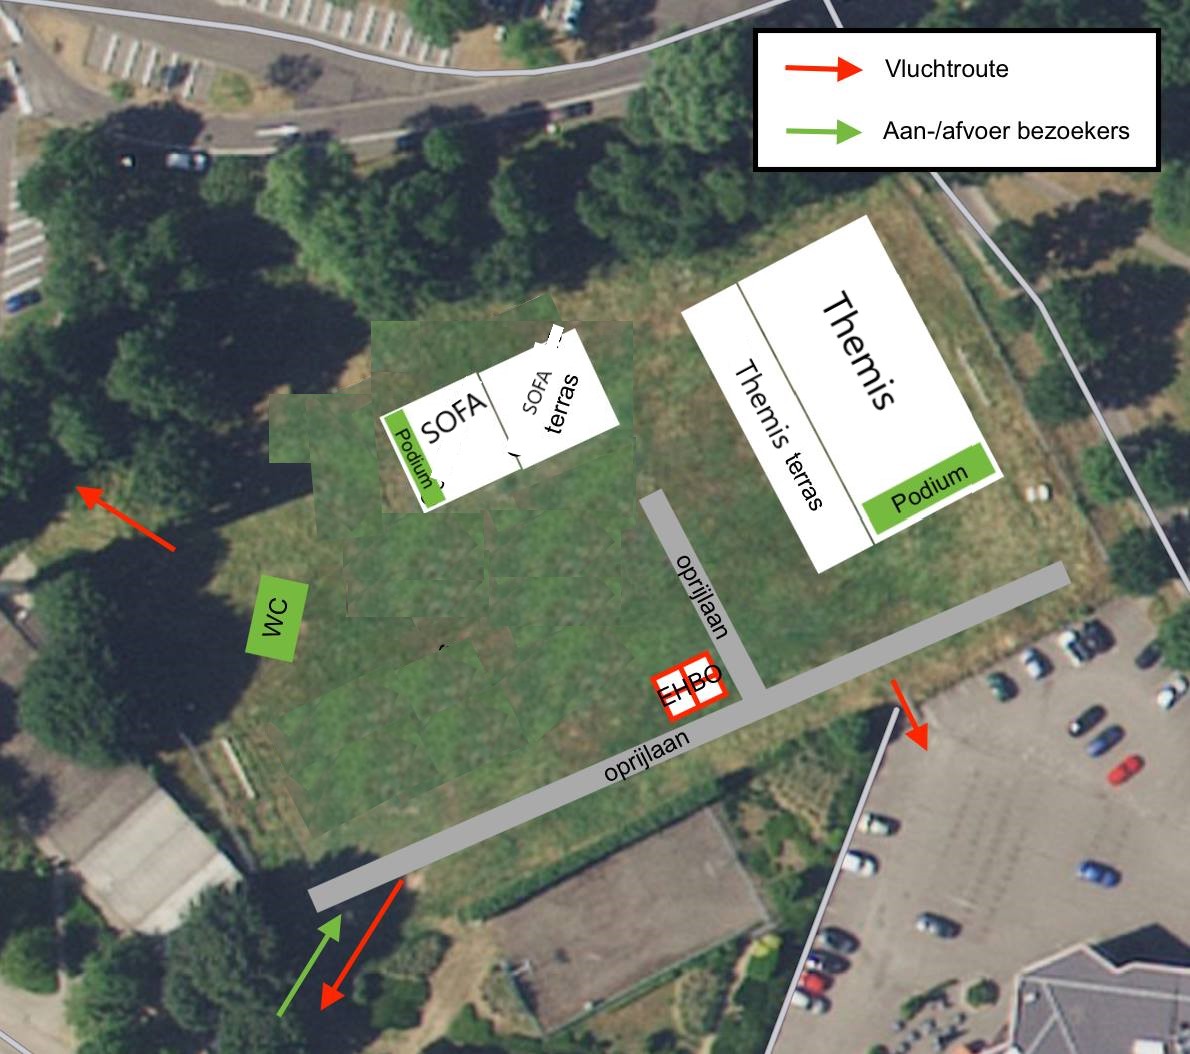 Vluchtroute
Aan-/afvoer bezoekers
Themis
Themis terras
Podium
SOFA
SOFA
terras
Podium
oprijlaan
WC
EHBO
oprijlaan